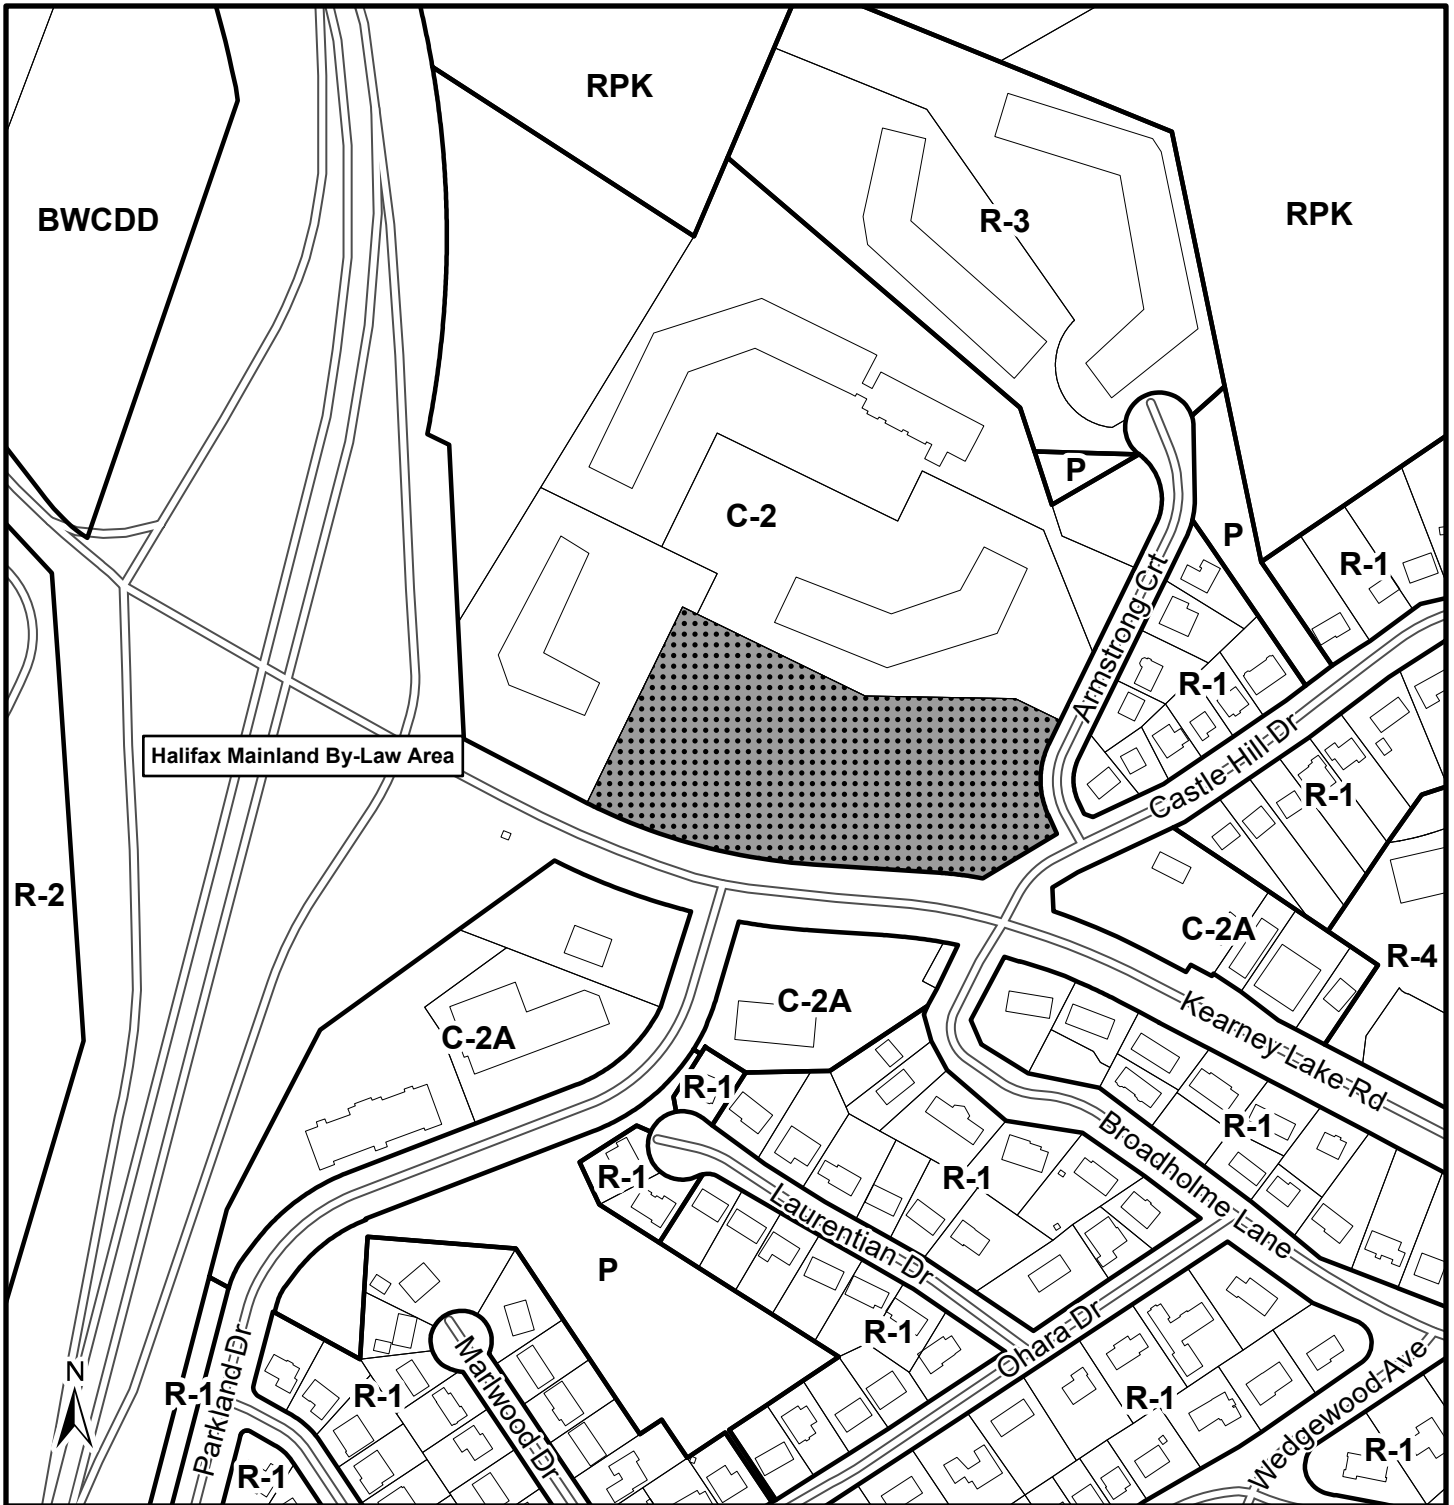 RPK
BWCDD
R-3
RPK
P
C-2
P
R-1
Armstrong Crt
R-1
Castle Hill Dr
Halifax Mainland By-Law Area
R-1
R-2
C-2A
R-4
C-2A
C-2A
Kearney Lake Rd
R-1
R-1
Broadholme Lane
R-1
R-1
Laurentian Dr
P
R-1
Ohara Dr
Marlwood Dr
N
Parkland Dr
R-1
R-1
R-1
Wedgewood Ave
R-1
R-1